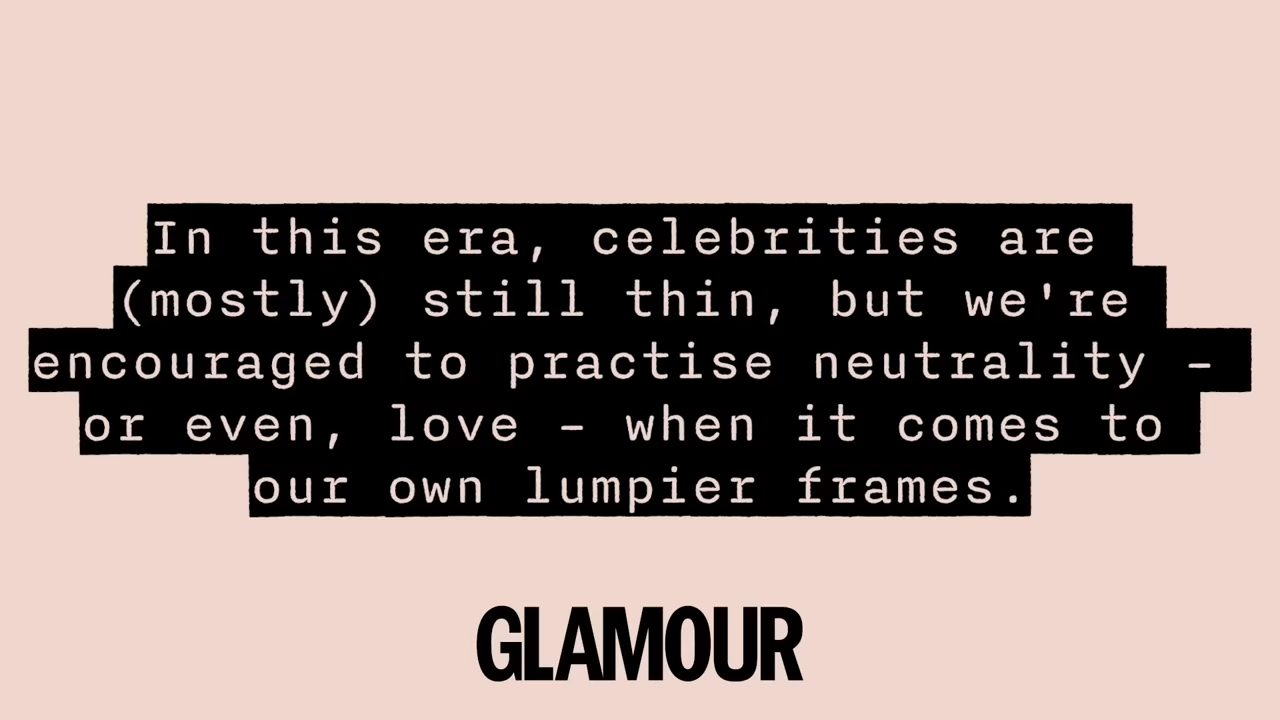 In this era, celebrities are
(mostly) still thin, but we're
encouraged to practise neutrality –
or even, love – when it comes to
our own lumpier frames.
GLAMOUR